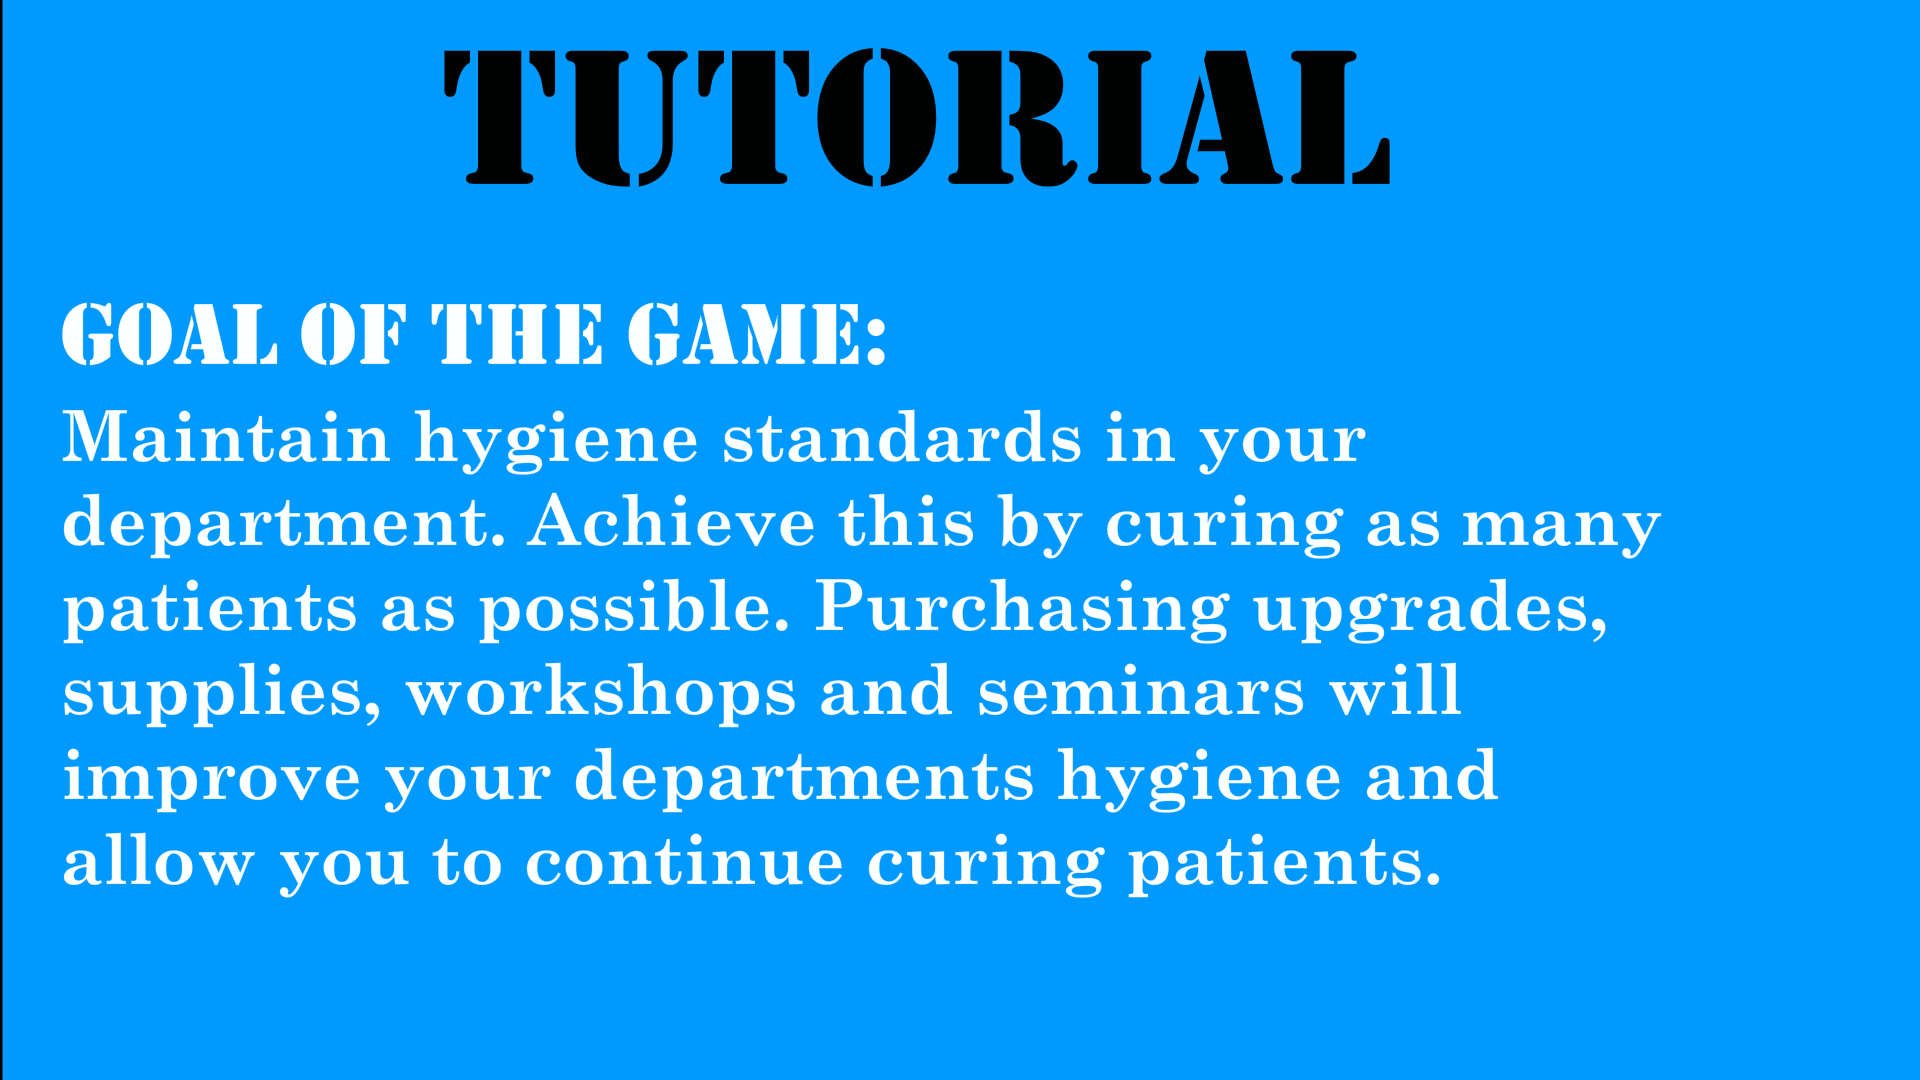 TUTORIAL
GOAL OF THE GAME:
Maintain hygiene standards in your
department. Achieve this by curing as many
patients as possible. Purchasing upgrades,
supplies, workshops and seminars will
improve your departments hygiene and
allow you to continue curing patients.